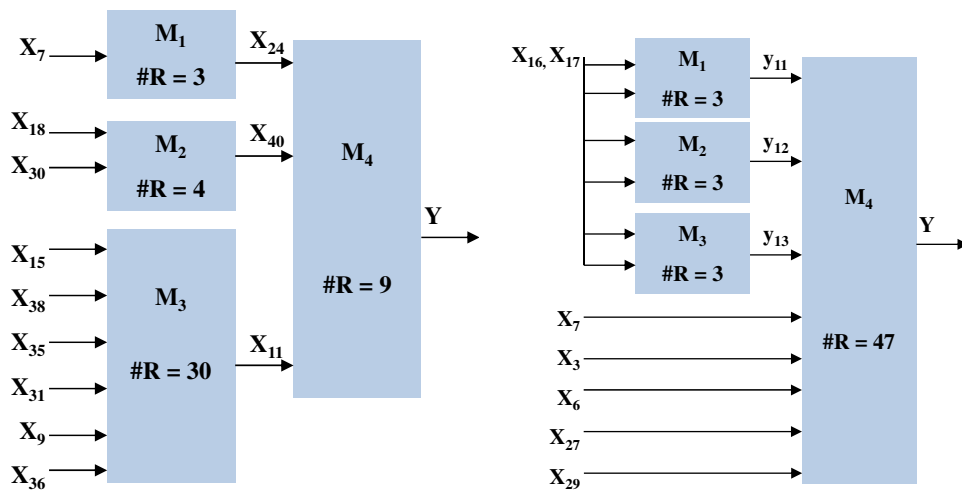 X₇
M₁
#R = 3
X₂₄
X₁₈
X₃₀
M₂
#R = 4
X₄₀
X₁₅
X₃₈
X₃₅
X₃₁
X₉
X₃₆
M₃
#R = 30
X₁₁
M₄
#R = 9
Y
X₁₆, X₁₇
M₁
#R = 3
y₁₁
M₂
#R = 3
y₁₂
M₃
#R = 3
y₁₃
X₇
X₃
X₆
X₂₇
X₂₉
M₄
#R = 47
Y